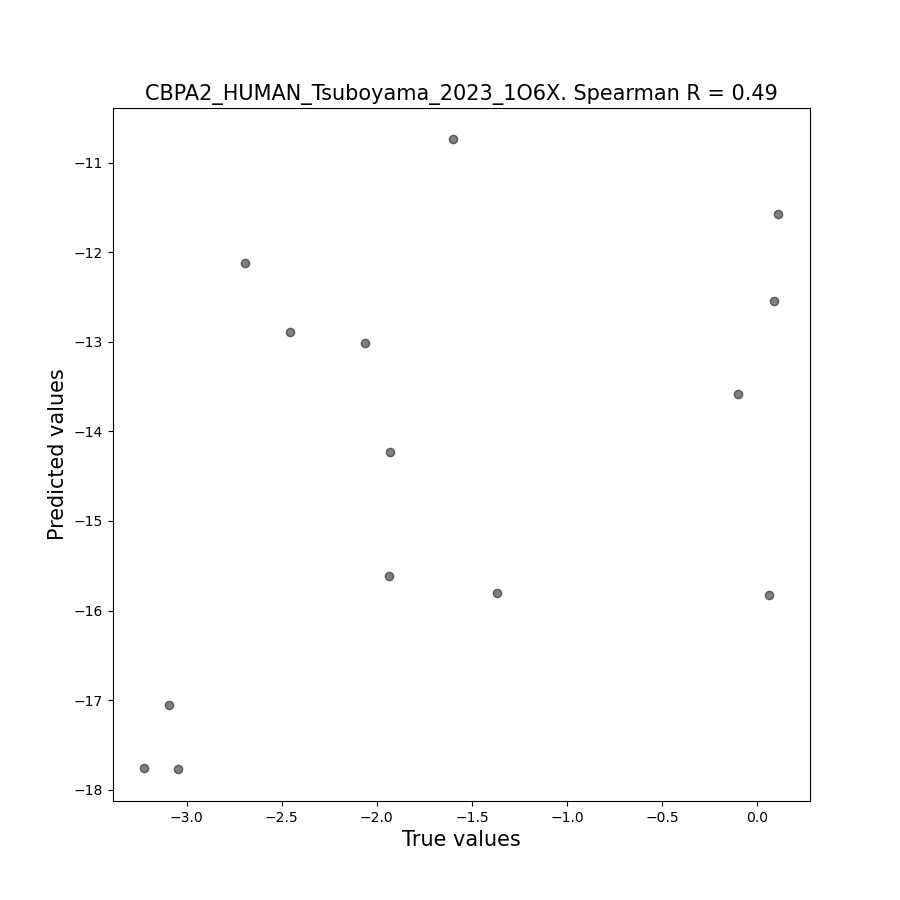 CBPA2_HUMAN_Tsuboyama_2023_1O6X. Spearman R = 0.49
−11
−12
−13
−14
−15
−16
−17
−18
Predicted values
−3.0 −2.5 −2.0 −1.5 −1.0 −0.5 0.0
True values